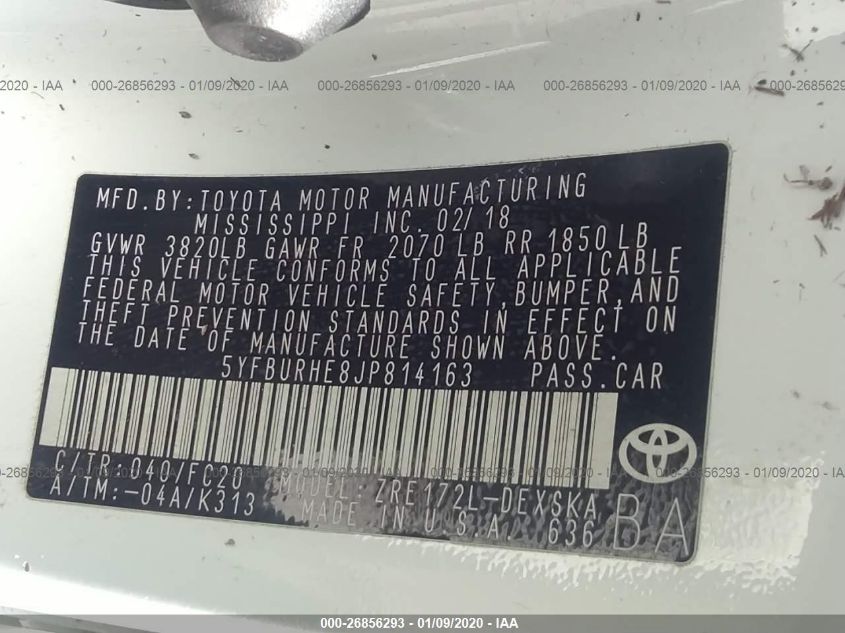 020 - IAA 000-26856293 - 01/09/2020 - IAA 000-26856293 - 01/09/2020 - IAA 000-26856293 - 01/09/2020 - IAA
MFD.BY:TOYOTA MOTOR MANUFACTURING
MISSISSIPPI INC. 02/18
GVWR 3820LB GAWR FR 2070 LB RR 1850 LB
THIS VEHICLE CONFORMS TO ALL APPLICABLE
FEDERAL MOTOR VEHICLE SAFETY,BUMPER,AND
THEFT PREVENTION STANDARDS IN EFFECT ON
THE DATE OF MANUFACTURE SHOWN ABOVE.
5YFBURHE8JP814163 PASS.CAR
C/TR:040/FC20 MODEL:ZRE172L-DEXSKA
A/TM:-04A/K313 MADE IN U.S.A. 636 BA
000-26856293 - 01/09/2020 - IAA